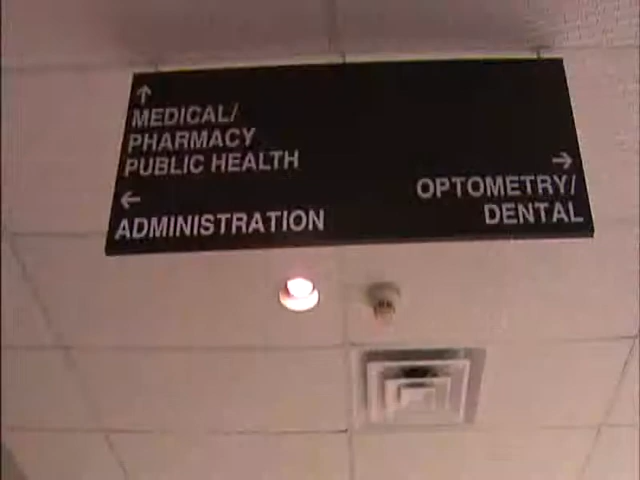 ↑
MEDICAL/
PHARMACY
PUBLIC HEALTH
←
ADMINISTRATION
→
OPTOMETRY/
DENTAL